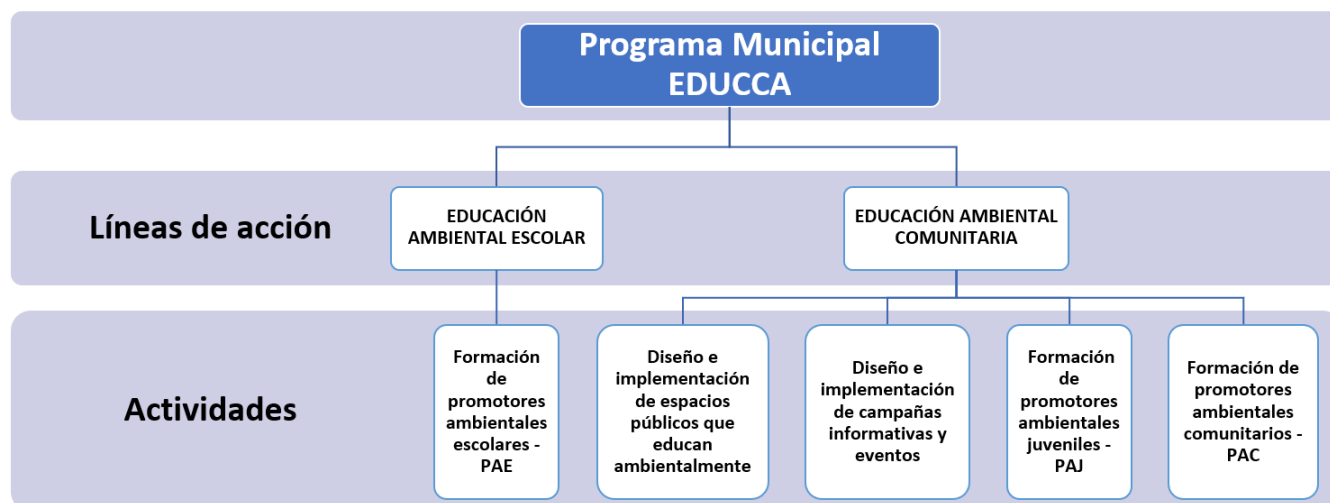 Programa Municipal
EDUCCA
Líneas de acción
EDUCACIÓN
AMBIENTAL ESCOLAR
EDUCACIÓN AMBIENTAL
COMUNITARIA
Actividades
Formación
de
promotores
ambientales
escolares -
PAE
Diseño e
implementación
de espacios
públicos que
educan
ambientalmente
Diseño e
implementación
de campañas
informativas y
eventos
Formación
de
promotores
ambientales
juveniles -
PAJ
Formación de
promotores
ambientales
comunitarios -
PAC